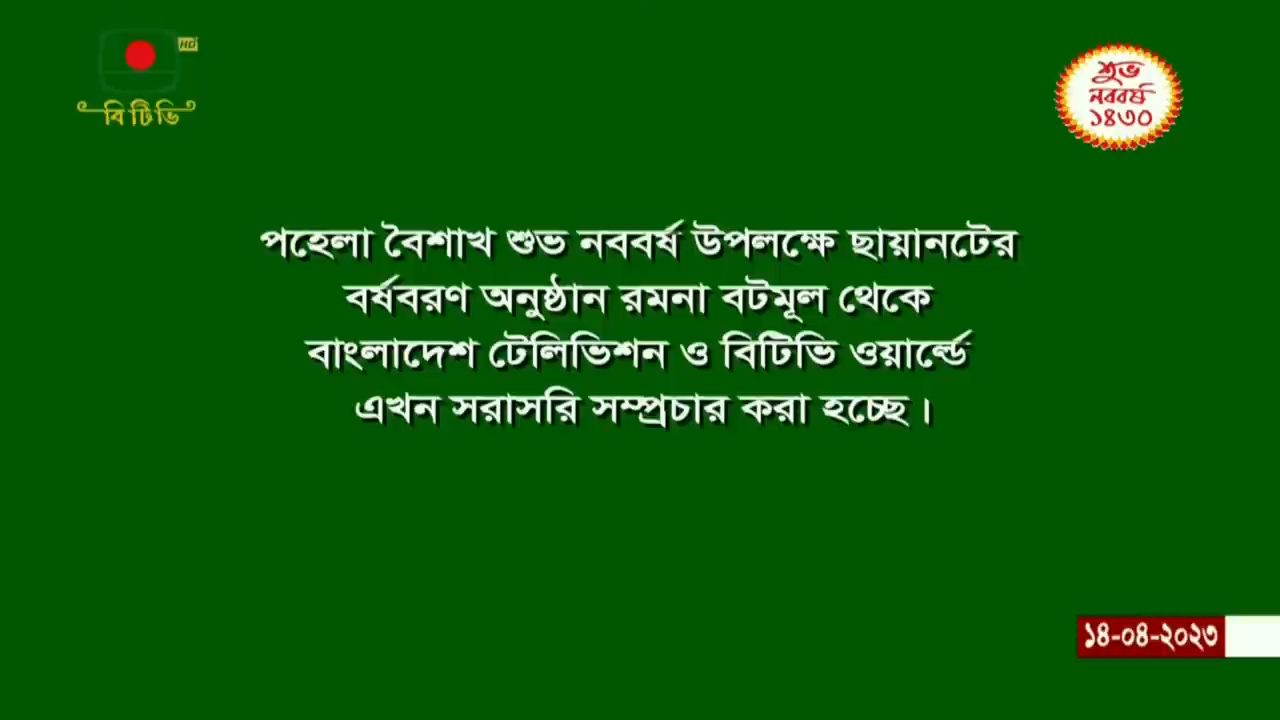 HD
বিটিভি
শুভ
নববর্ষ
১৪৩০
পহেলা বৈশাখ শুভ নববর্ষ উপলক্ষে ছায়ানটের
বর্ষবরণ অনুষ্ঠান রমনা বটমূল থেকে
বাংলাদেশ টেলিভিশন ও বিটিভি ওয়ার্ল্ডে
এখন সরাসরি সম্প্রচার করা হচ্ছে।
১৪-০৪-২০২৩